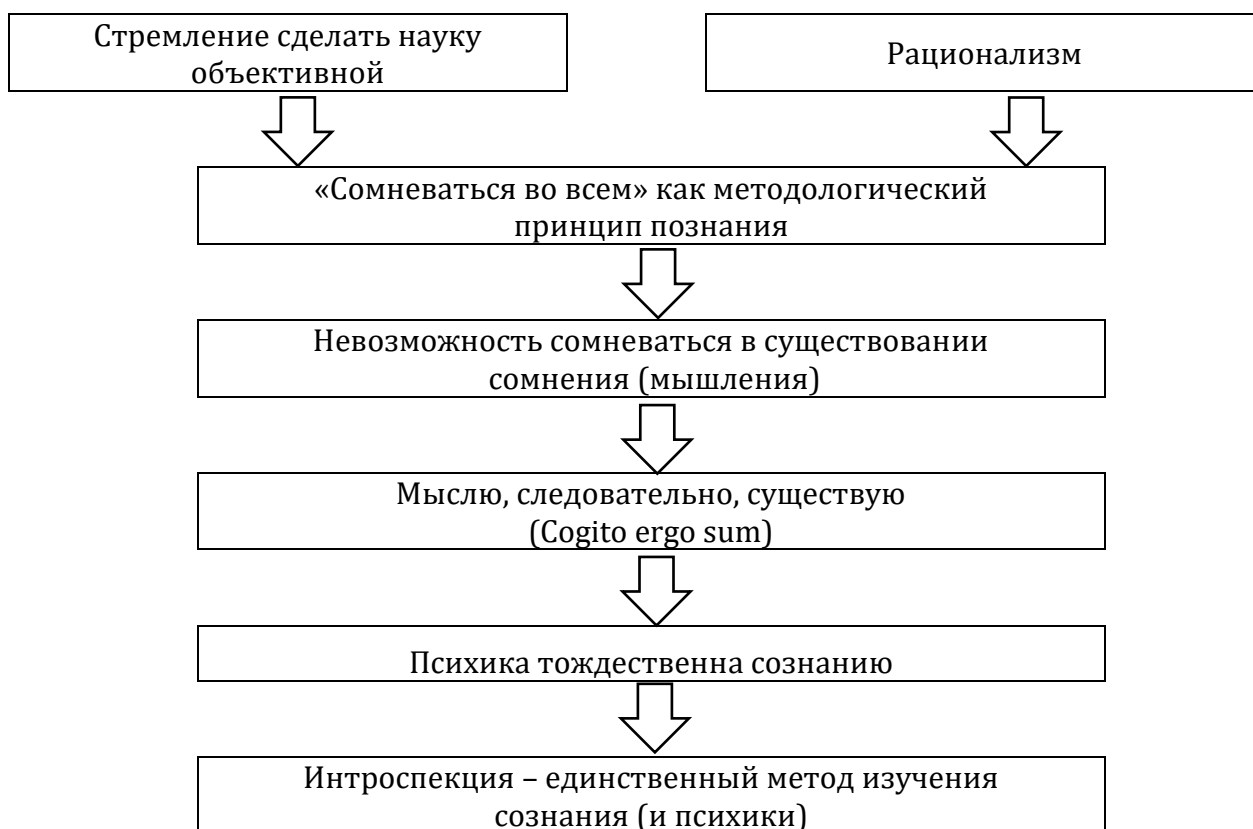 Стремление сделать науку
объективной
Рационализм
«Сомневаться во всем» как методологический
принцип познания
Невозможность сомневаться в существовании
сомнения (мышления)
Мыслю, следовательно, существую
(Cogito ergo sum)
Психика тождественна сознанию
Интроспекция – единственный метод изучения
сознания (и психики)